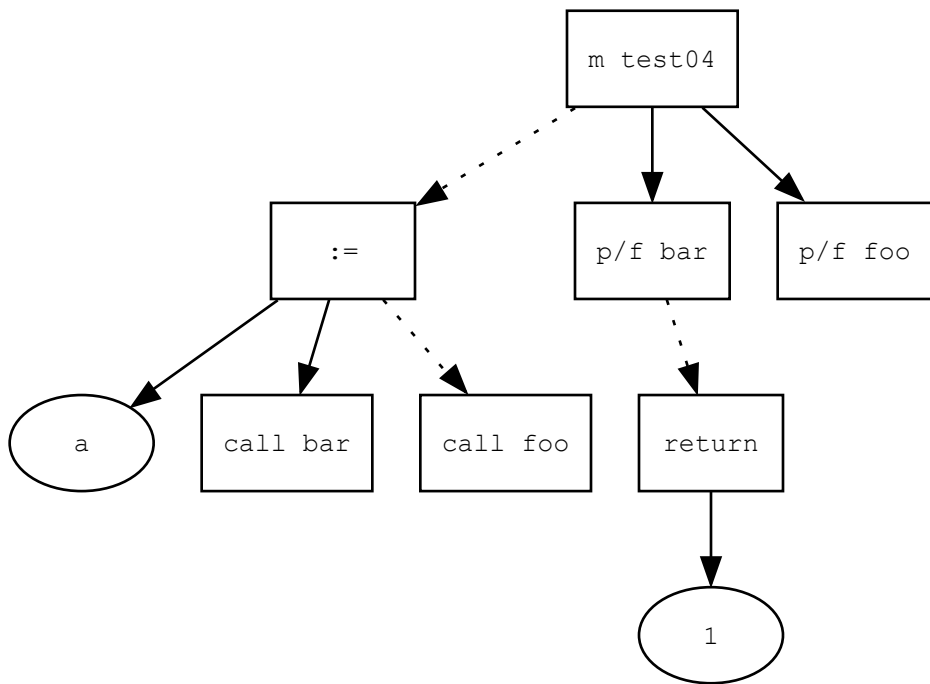 m test04
:=
p/f bar
p/f foo
a
call bar
call foo
return
1